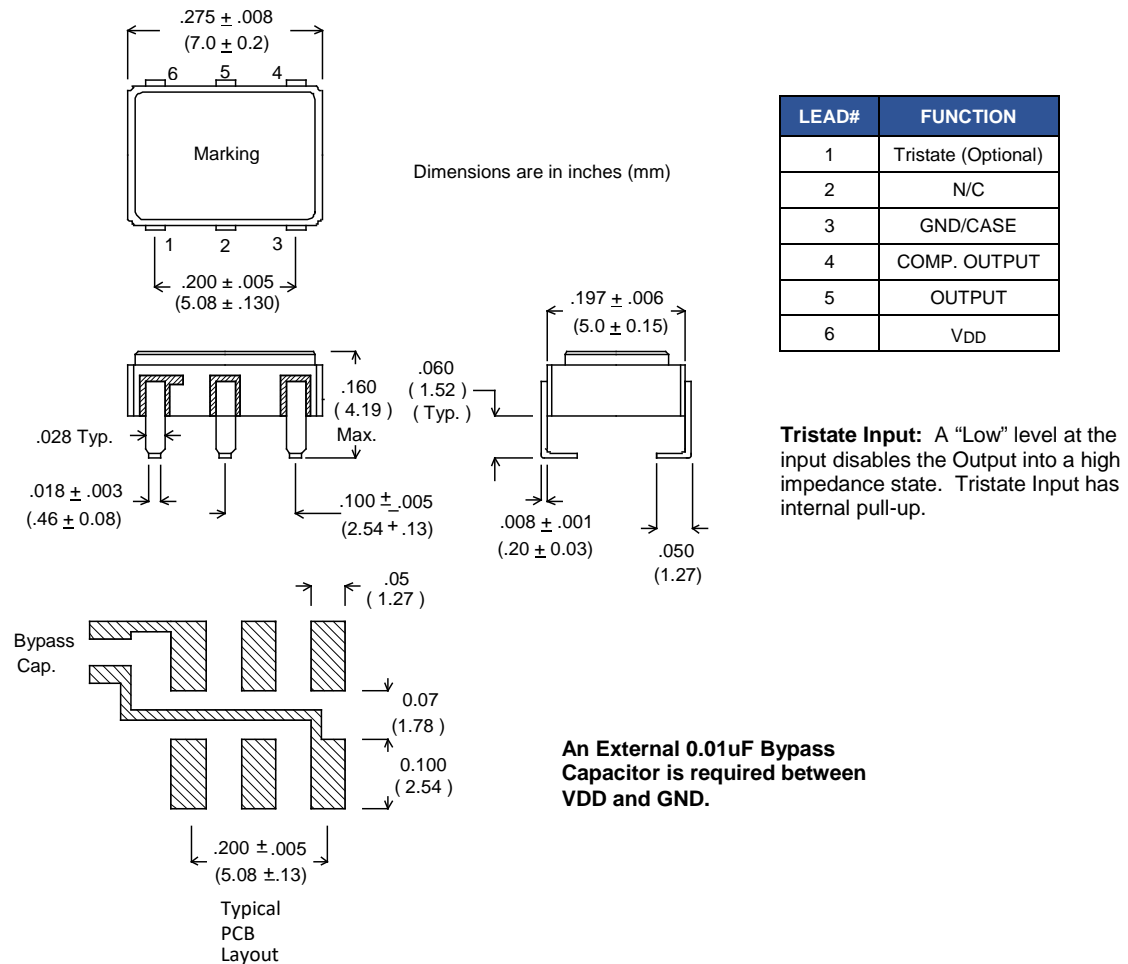 .275 ± .008
(7.0 ± 0.2)
6 5 4
Marking
1 2 3
.200 ± .005
(5.08 ± .130)
Dimensions are in inches (mm)
LEAD# FUNCTION
1 Tristate (Optional)
2 N/C
3 GND/CASE
4 COMP. OUTPUT
5 OUTPUT
6 VDD
.160
( 4.19 )
Max.
.028 Typ.
.018 ± .003
(.46 ± 0.08)
.100 ± .005
(2.54 + .13)
.197 ± .006
(5.0 ± 0.15)
.060
( 1.52 )
( Typ. )
.008 ± .001
(.20 ± 0.03)
.050
(1.27)
Tristate Input: A “Low” level at the
input disables the Output into a high
impedance state. Tristate Input has
internal pull-up.
.05
( 1.27 )
Bypass
Cap.
0.07
(1.78 )
0.100
( 2.54 )
.200 ± .005
(5.08 ±.13)
Typical
PCB
Layout
An External 0.01uF Bypass
Capacitor is required between
VDD and GND.